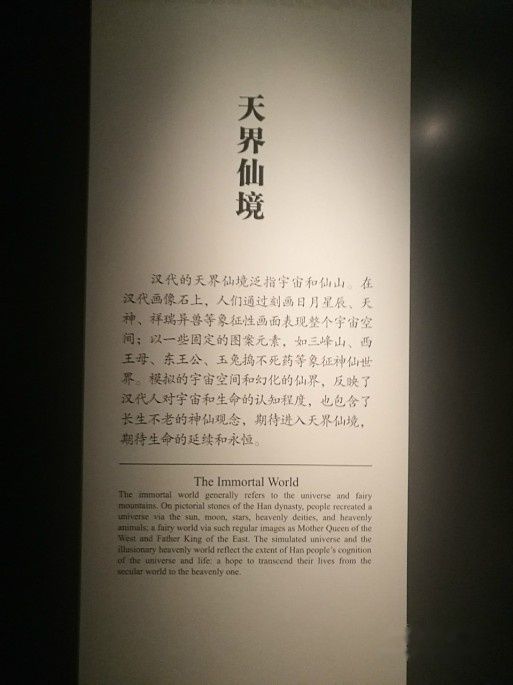 天界仙境
汉代的天界仙境泛指宇宙和仙山。在
汉代画像石上，人们通过刻画日月星辰、天
神、祥瑞异兽等象征性画面表现整个宇宙空
间；以一些固定的图案元素，如三峰山、西
王母、东王公、玉兔捣不死药等象征神仙世
界。模拟的宇宙空间和幻化的仙界，反映了
汉代人对宇宙和生命的认知程度，也包含了
长生不老的神仙观念，期待进入天界仙境，
期待生命的延续和永恒。
The Immortal World
The immortal world generally refers to the universe and fairy
mountains. On pictorial stones of the Han dynasty, people recreated a
universe via the sun, moon, stars, heavenly deities, and heavenly
animals; a fairy world via such regular images as Mother Queen of the
West and Father King of the East. The simulated universe and the
illusionary heavenly world reflect the extent of Han people's cognition
of the universe and life: a hope to transcend their lives from the
secular world to the heavenly one.